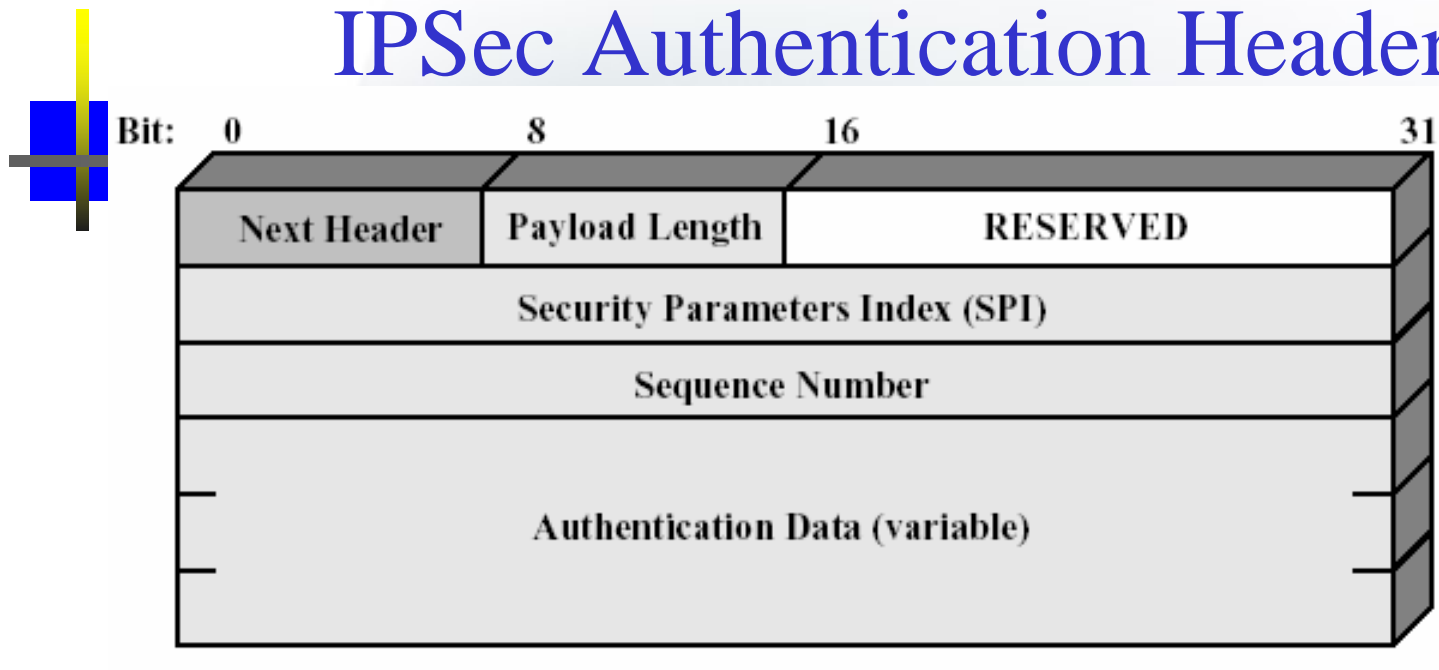 IPSec Authentication Header
Bit: 0 8 16 31
Next Header Payload Length RESERVED
Security Parameters Index (SPI)
Sequence Number
Authentication Data (variable)